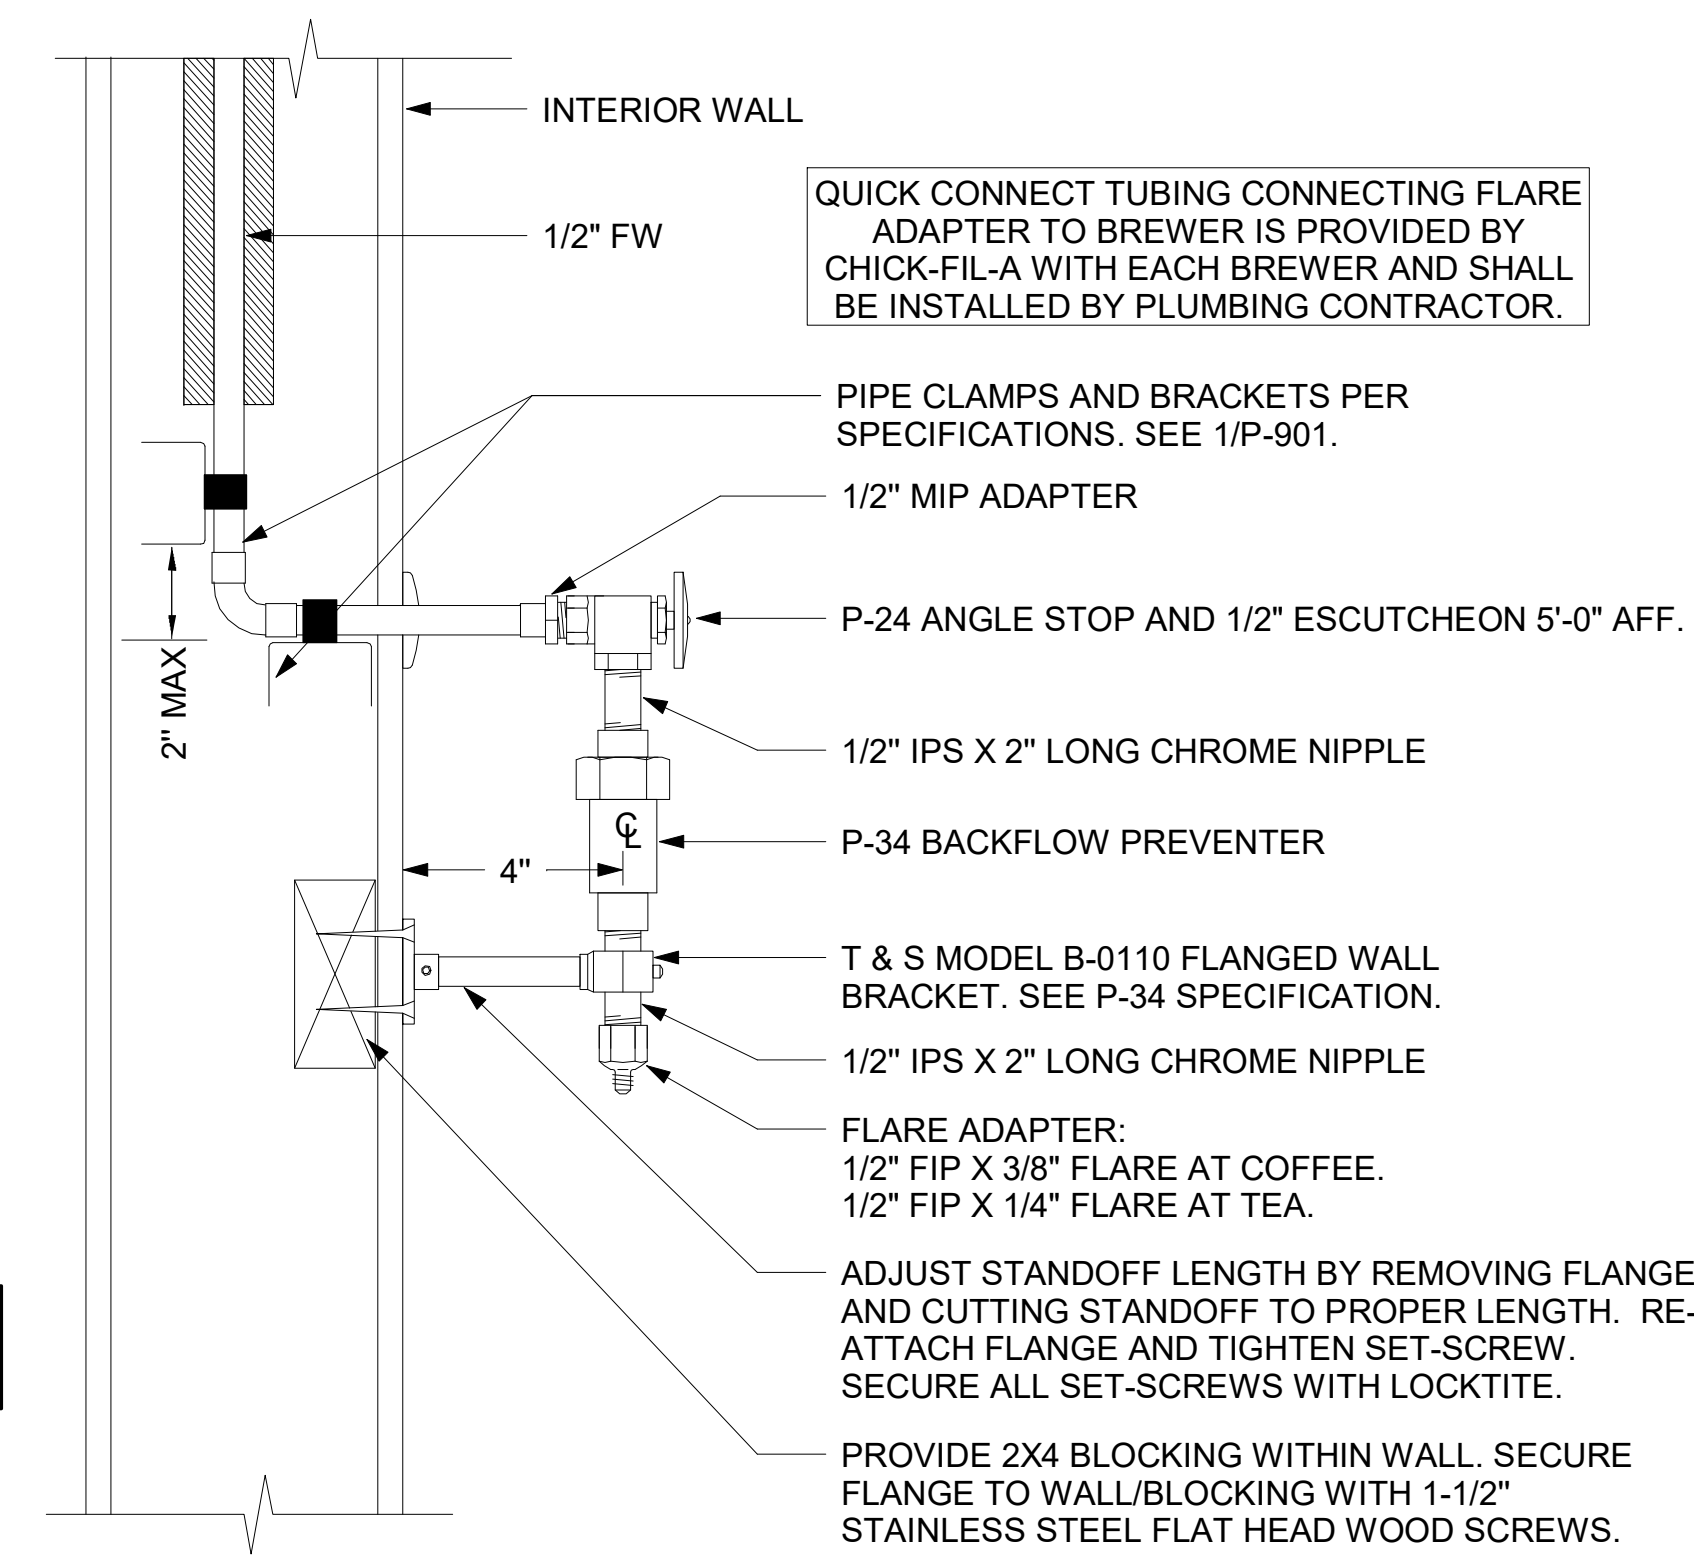 INTERIOR WALL
1/2" FW
QUICK CONNECT TUBING CONNECTING FLARE
ADAPTER TO BREWER IS PROVIDED BY
CHICK-FIL-A WITH EACH BREWER AND SHALL
BE INSTALLED BY PLUMBING CONTRACTOR.
PIPE CLAMPS AND BRACKETS PER
SPECIFICATIONS. SEE 1/P-901.
1/2" MIP ADAPTER
P-24 ANGLE STOP AND 1/2" ESCUTCHEON 5'-0" AFF.
2" MAX
1/2" IPS X 2" LONG CHROME NIPPLE
℄
P-34 BACKFLOW PREVENTER
4"
T & S MODEL B-0110 FLANGED WALL
BRACKET. SEE P-34 SPECIFICATION.
1/2" IPS X 2" LONG CHROME NIPPLE
FLARE ADAPTER:
1/2" FIP X 3/8" FLARE AT COFFEE.
1/2" FIP X 1/4" FLARE AT TEA.
ADJUST STANDOFF LENGTH BY REMOVING FLANGE
AND CUTTING STANDOFF TO PROPER LENGTH. RE-
ATTACH FLANGE AND TIGHTEN SET-SCREW.
SECURE ALL SET-SCREWS WITH LOCKTITE.
PROVIDE 2X4 BLOCKING WITHIN WALL. SECURE
FLANGE TO WALL/BLOCKING WITH 1-1/2"
STAINLESS STEEL FLAT HEAD WOOD SCREWS.